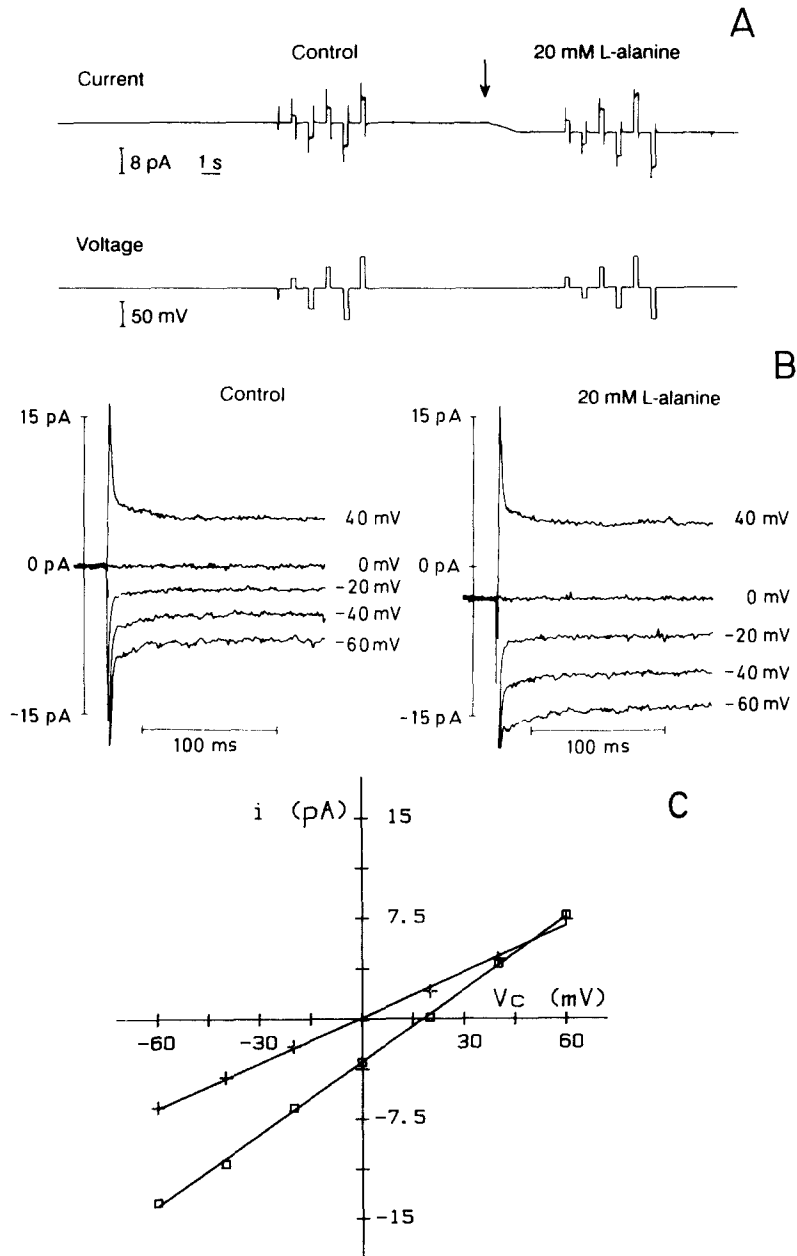 A
Control 20 mM L-alanine
Current
8 pA 1 s
Voltage
50 mV
B
Control 20 mM L-alanine
15 pA
40 mV
0 pA 0 mV
-20 mV
-40 mV
-60 mV
-15 pA
100 ms
15 pA
40 mV
0 pA
0 mV
-20 mV
-40 mV
-60 mV
-15 pA
100 ms
C
i (pA) 15
7.5
Vc (mV)
-60 -30 30 60
-7.5
-15